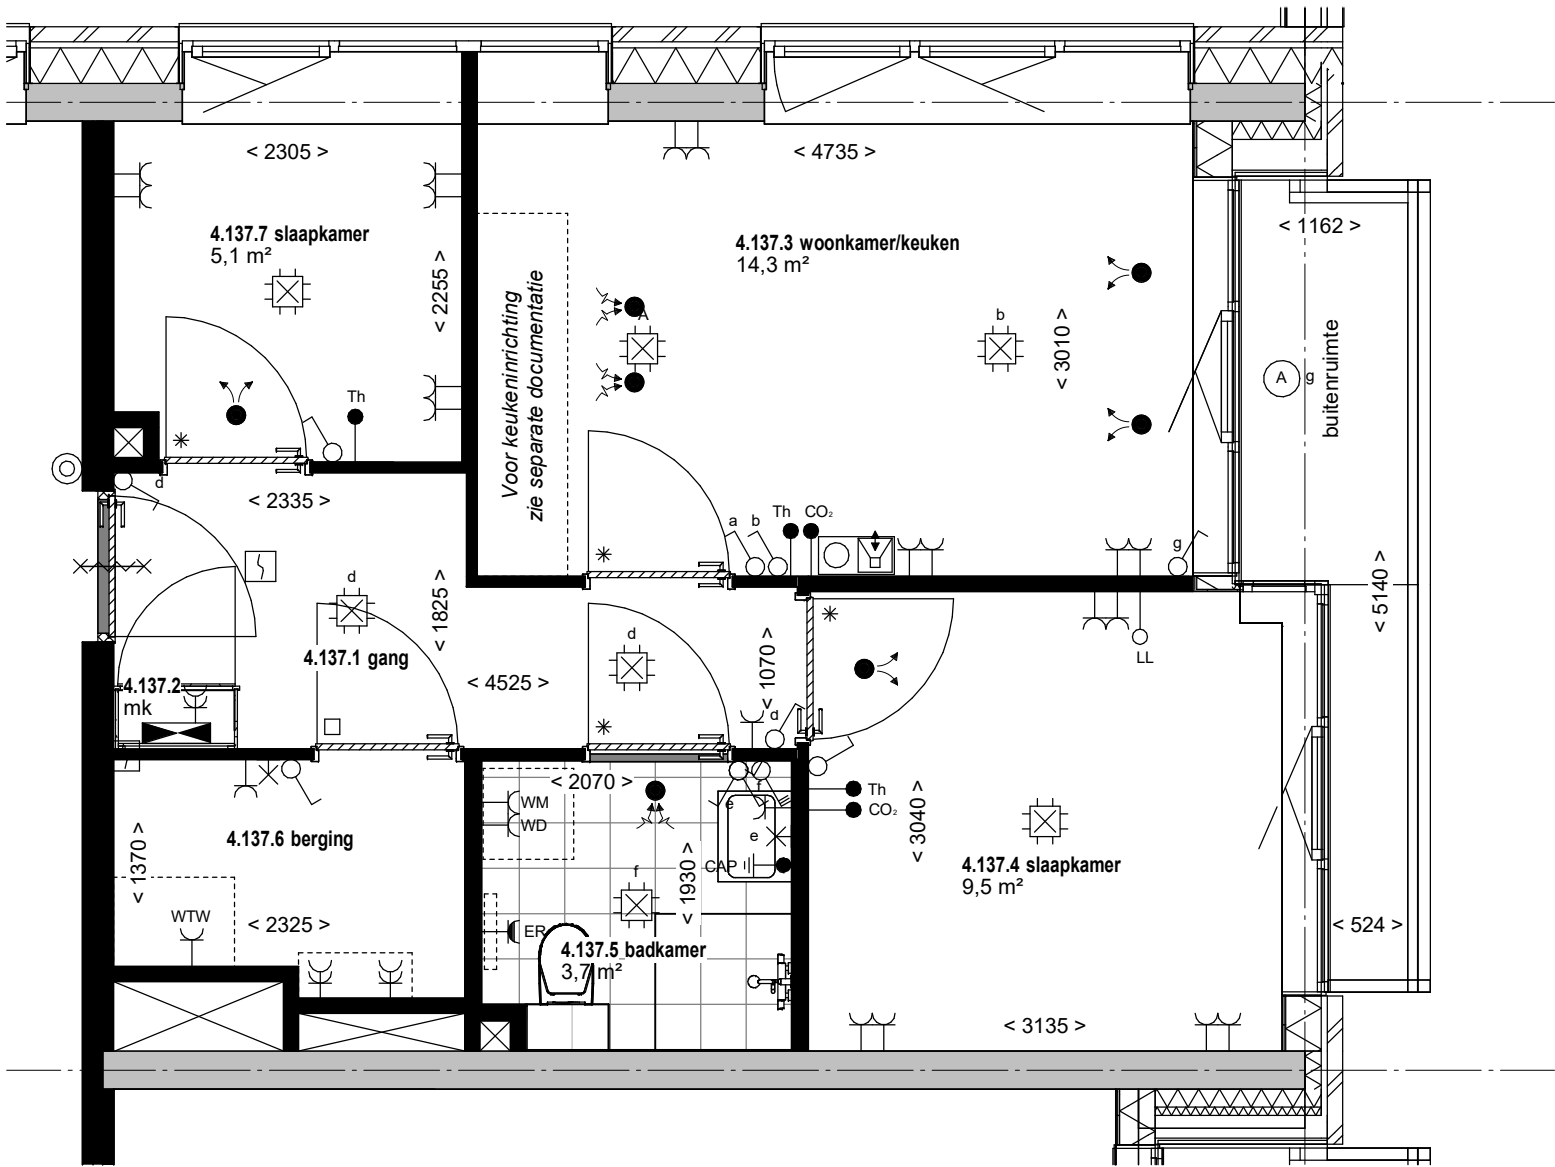 < 2305 >
< 4735 >
< 1162 >
4.137.7 slaapkamer
5,1 m²
< 2255 >
4.137.3 woonkamer/keuken
14,3 m²
Voor keukeninrichting
zie separate documentatie
A
b
< 3010 >
A
g
buitenruimte
Th
d
< 2335 >
a
b
Th
CO₂
g
d
< 1825 >
4.137.1 gang
d
< 1070 >
< 5140 >
LL
4.137.2
mk
< 4525 >
d
< 2070 >
WM
WD
f
e
e
Th
CO₂
< 3040 >
4.137.6 berging
< 1370 >
CAP
< 1930 >
f
4.137.4 slaapkamer
9,5 m²
WTW
< 2325 >
ER
4.137.5 badkamer
3,7 m²
< 524 >
< 3135 >